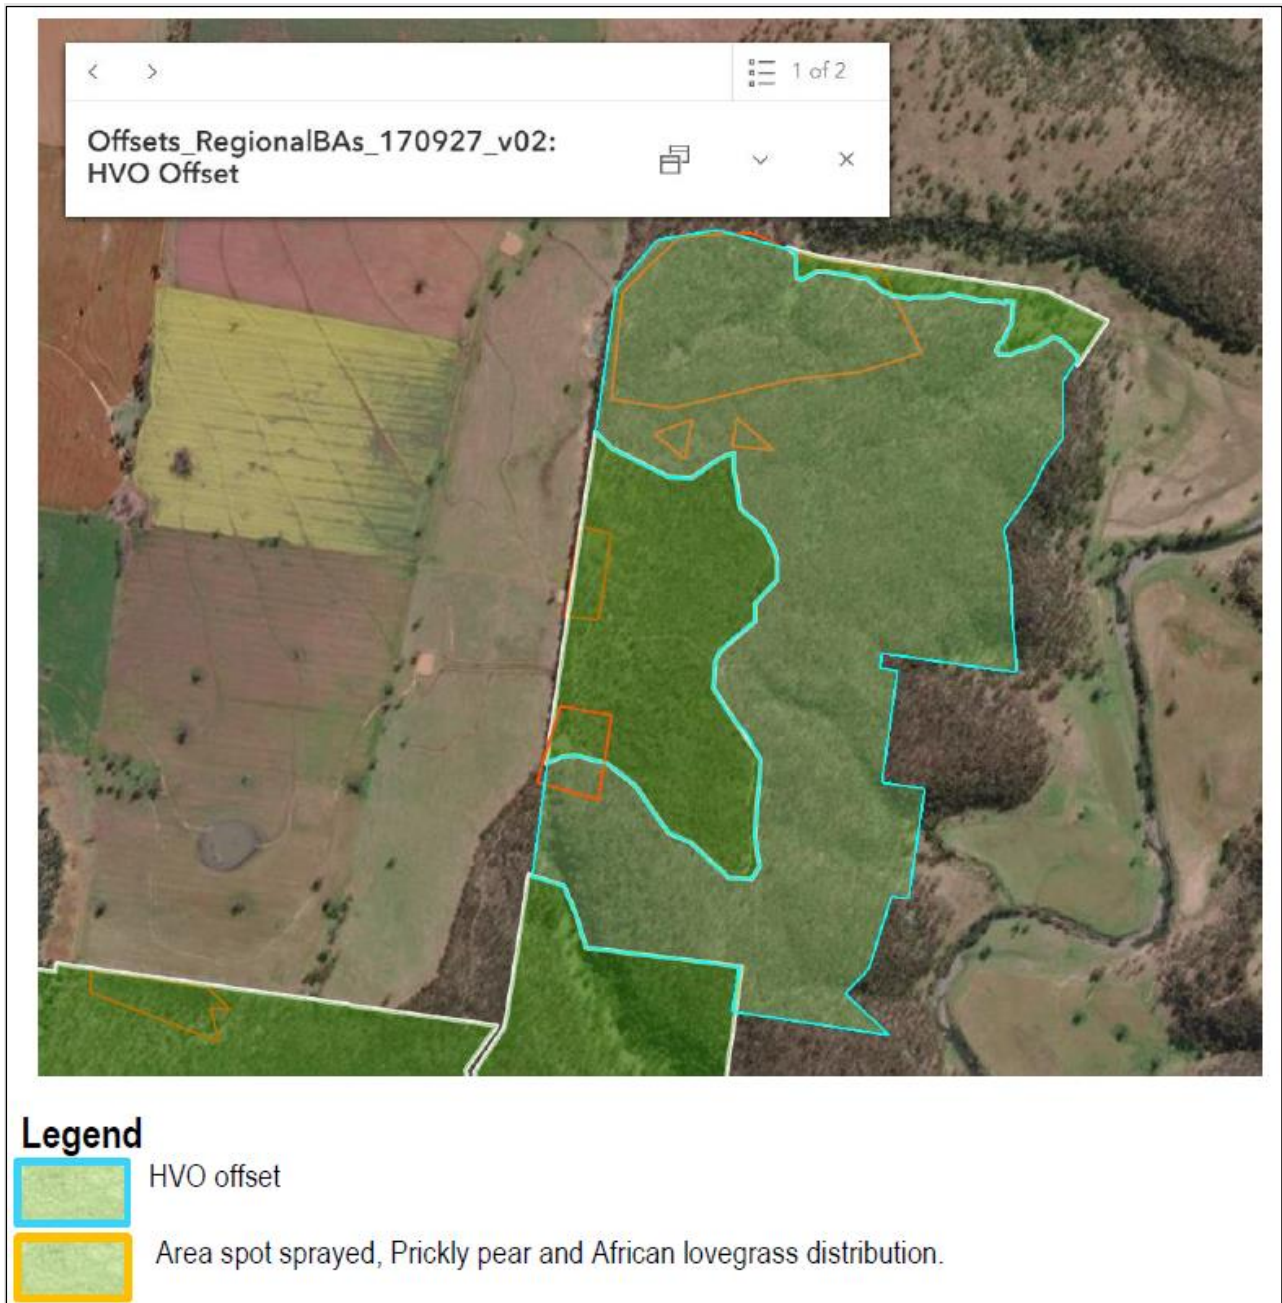 1 of 2
Offsets_RegionalBAs_170927_v02:
HVO Offset
Legend
HVO offset
Area spot sprayed, Prickly pear and African lovegrass distribution.